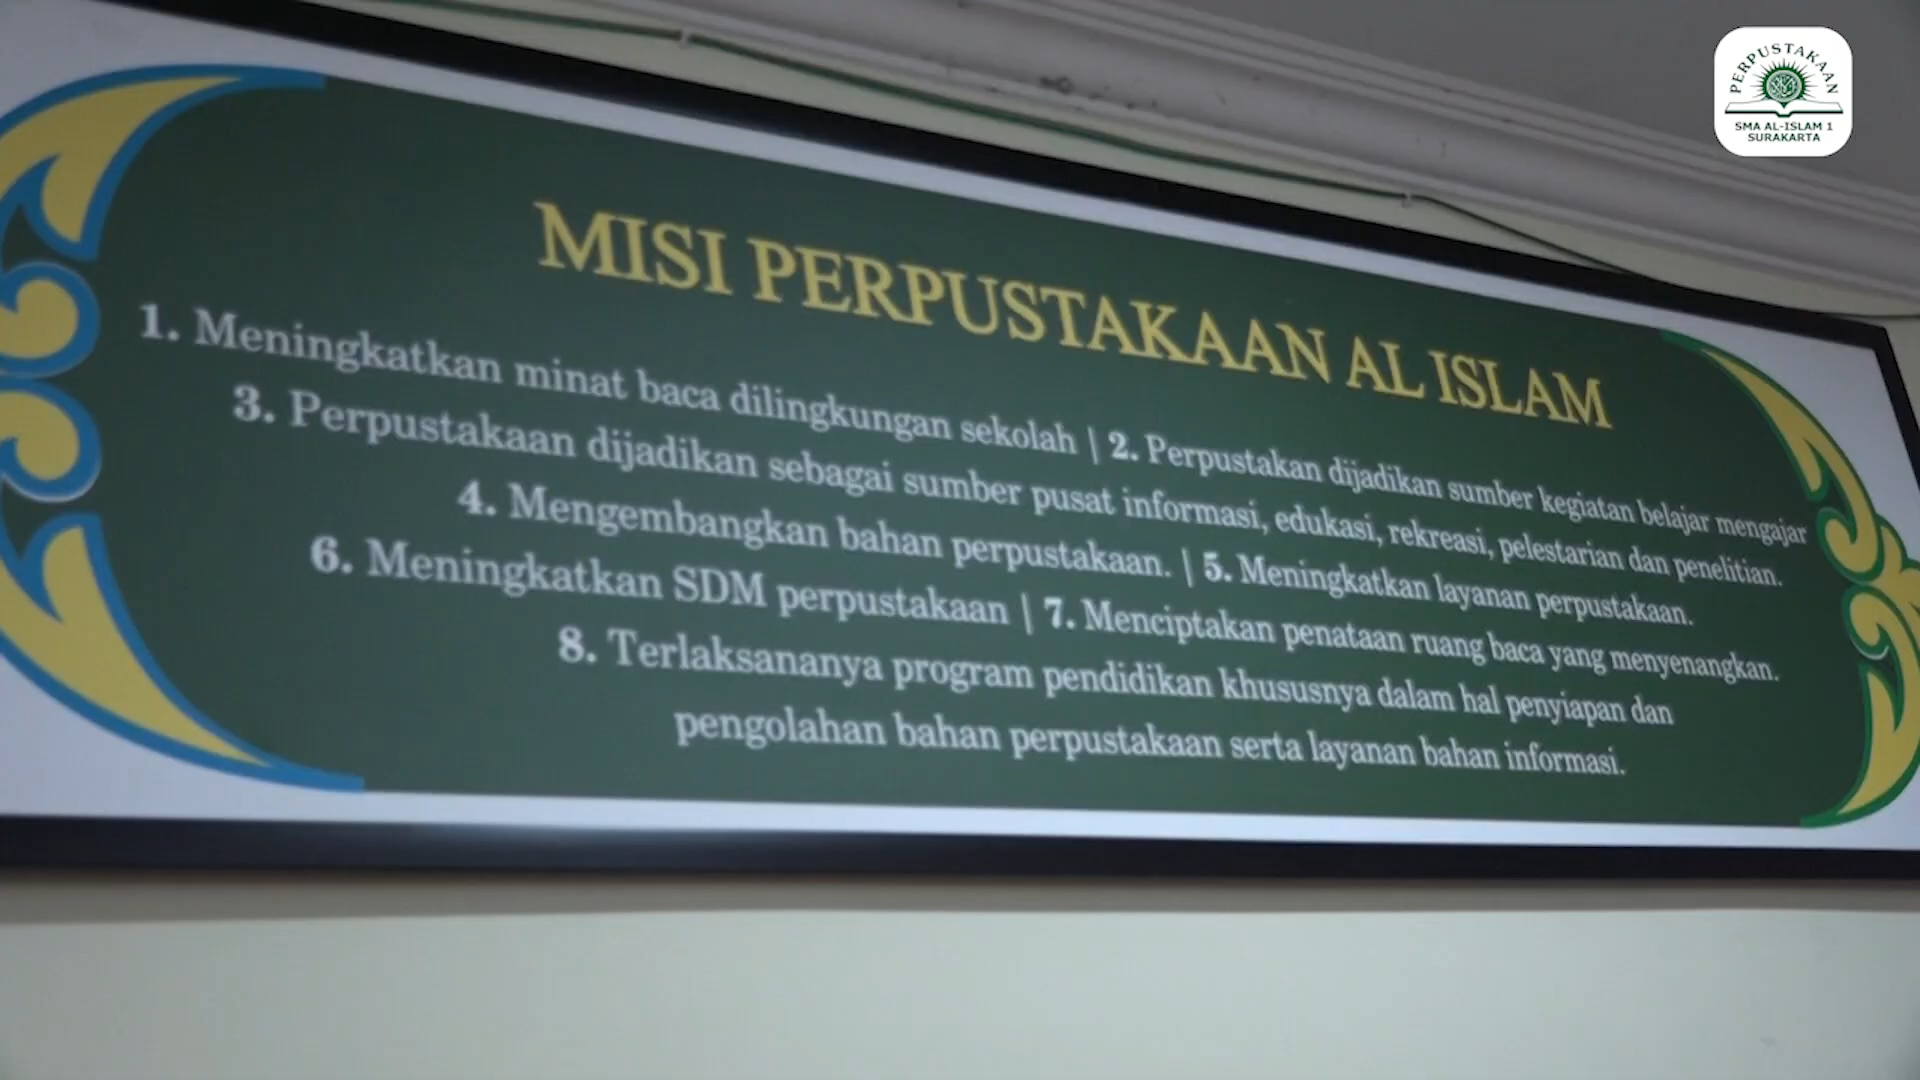 PERPUSTAKAAN
SMA AL-ISLAM 1
SURAKARTA
MISI PERPUSTAKAAN AL ISLAM
1. Meningkatkan minat baca dilingkungan sekolah | 2. Perpustakan dijadikan sumber kegiatan belajar mengajar
3. Perpustakaan dijadikan sebagai sumber pusat informasi, edukasi, rekreasi, pelestarian dan penelitian.
4. Mengembangkan bahan perpustakaan. | 5. Meningkatkan layanan perpustakaan.
6. Meningkatkan SDM perpustakaan | 7. Menciptakan penataan ruang baca yang menyenangkan.
8. Terlaksananya program pendidikan khususnya dalam hal penyiapan dan
pengolahan bahan perpustakaan serta layanan bahan informasi.